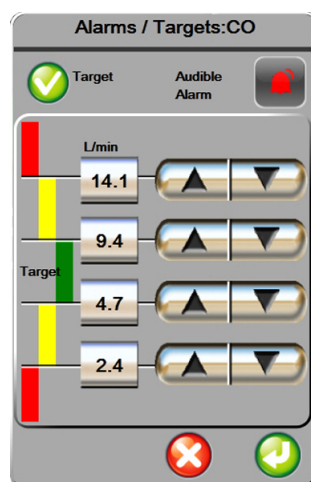 Alarms / Targets:CO
Target
Audible
Alarm
L/min
14.1
9.4
Target
4.7
2.4